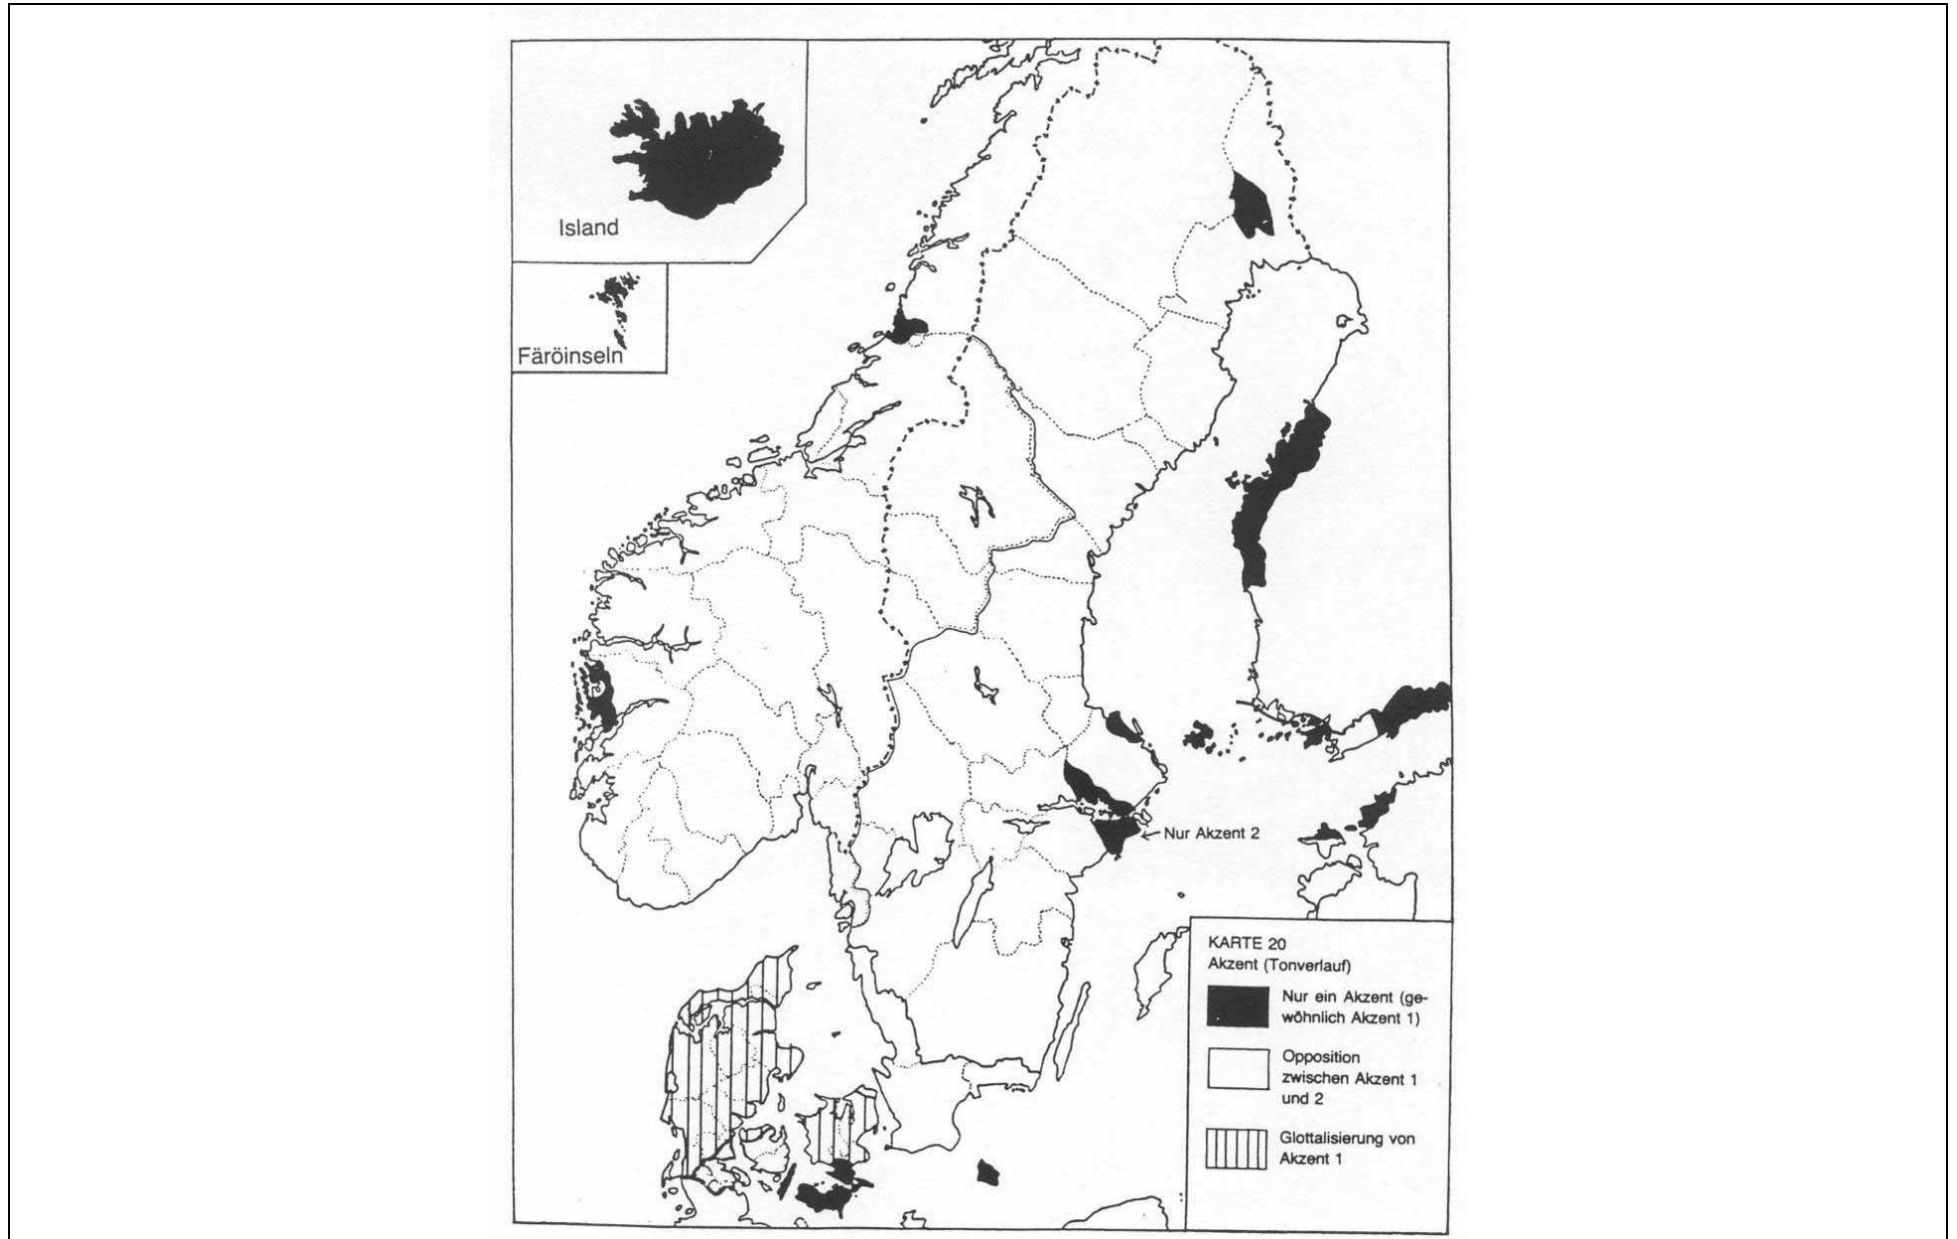 Island
Färöinseln
Nur Akzent 2
KARTE 20
Akzent (Tonverlauf)
Nur ein Akzent (ge-
wöhnlich Akzent 1)
Opposition
zwischen Akzent 1
und 2
Glottalisierung von
Akzent 1